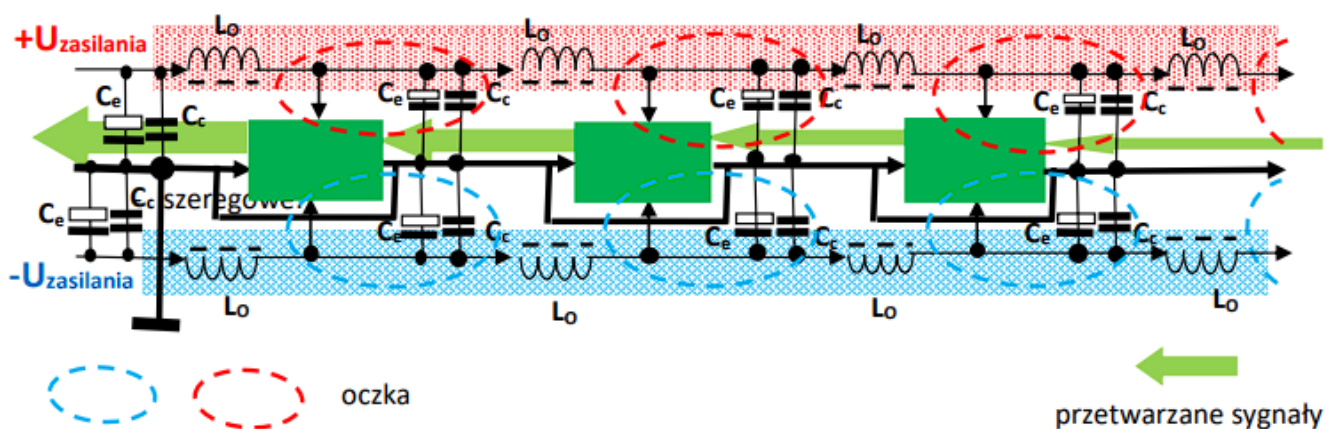 Lo Lo Lo Lo
+Uzasilania
Ce Cc Ce Cc Ce Cc Ce Cc
Ce Cc szeregowe
Ce Cc Ce Cc Ce Cc
-Uzasilania
Lo Lo Lo Lo
oczka
przetwarzane sygnały